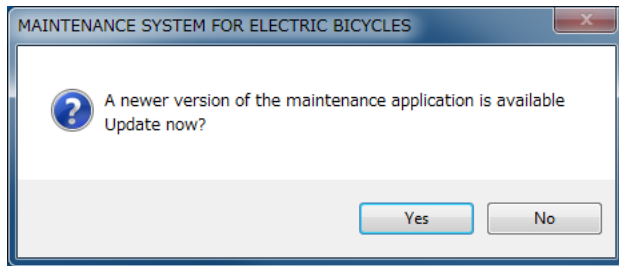 MAINTENANCE SYSTEM FOR ELECTRIC BICYCLES
A newer version of the maintenance application is available
Update now?
Yes
No